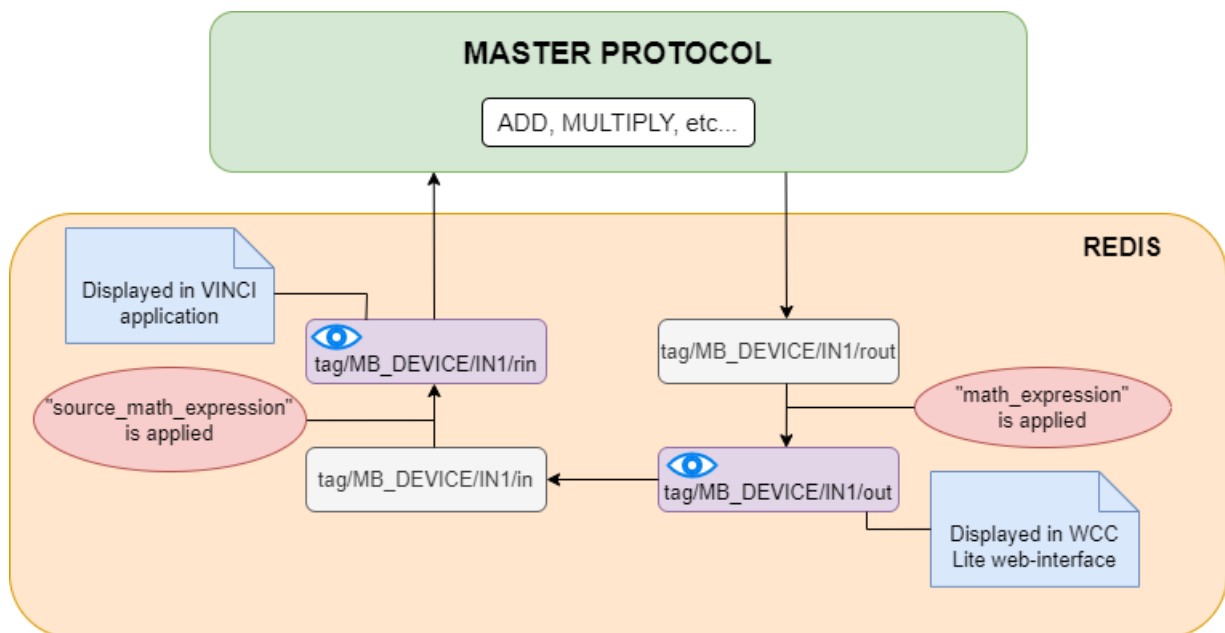 MASTER PROTOCOL
ADD, MULTIPLY, etc...
REDIS
Displayed in VINCI
application
tag/MB_DEVICE/IN1/rin
tag/MB_DEVICE/IN1/rout
"source_math_expression"
is applied
"math_expression"
is applied
tag/MB_DEVICE/IN1/in
tag/MB_DEVICE/IN1/out
Displayed in WCC
Lite web-interface